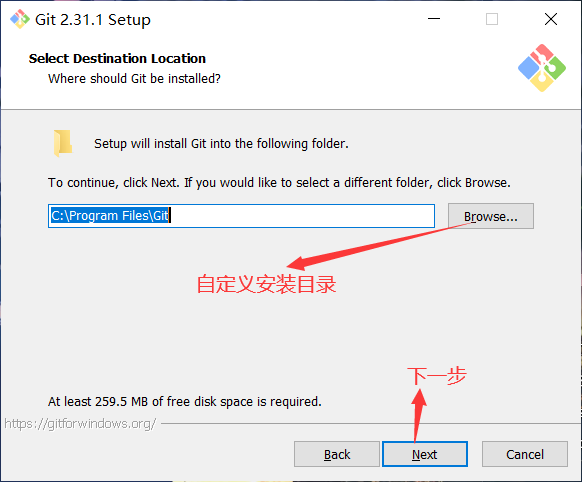 Git 2.31.1 Setup
Select Destination Location
Where should Git be installed?
Setup will install Git into the following folder.
To continue, click Next. If you would like to select a different folder, click Browse.
C:\Program Files\Git
Browse...
自定义安装目录
下一步
At least 259.5 MB of free disk space is required.
https://gitforwindows.org/
Back
Next
Cancel